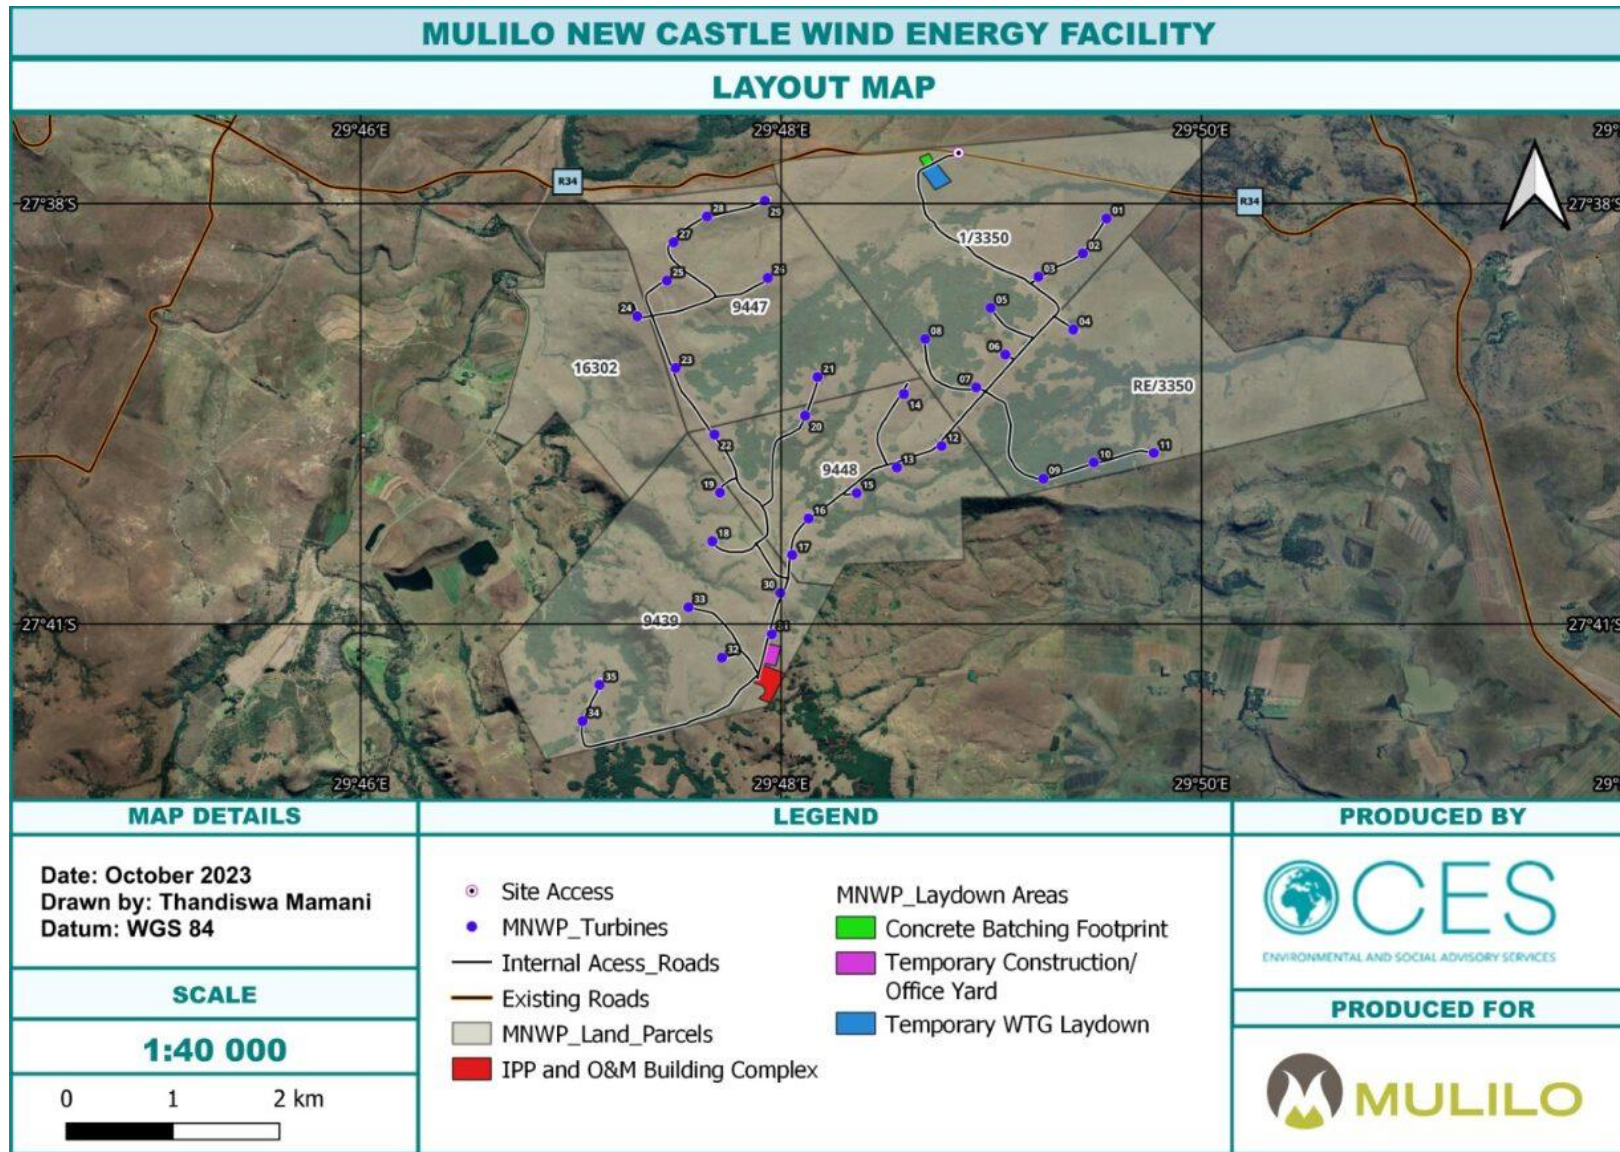 MULILO NEW CASTLE WIND ENERGY FACILITY
LAYOUT MAP
29°46'E
29°48'E
29°50'E
29°
R34
27°38'S
R34
27°38'S
28
29
01
27
1/3350
02
03
25
26
24
9447
05
04
08
06
23
16302
21
07
RE/3350
14
20
22
12
11
10
13
9448
09
19
15
16
18
17
30
33
27°41'S
9439
31
27°41'S
32
35
34
29°46'E
29°48'E
29°50'E
29°
MAP DETAILS
Date: October 2023
Drawn by: Thandiswa Mamani
Datum: WGS 84
SCALE
1:40 000
0 1 2 km
LEGEND
Site Access
MNWP_Turbines
Internal Acess_Roads
Existing Roads
MNWP_Land_Parcels
IPP and O&M Building Complex
MNWP_Laydown Areas
Concrete Batching Footprint
Temporary Construction/
Office Yard
Temporary WTG Laydown
PRODUCED BY
CES
ENVIRONMENTAL AND SOCIAL ADVISORY SERVICES
PRODUCED FOR
MULILO